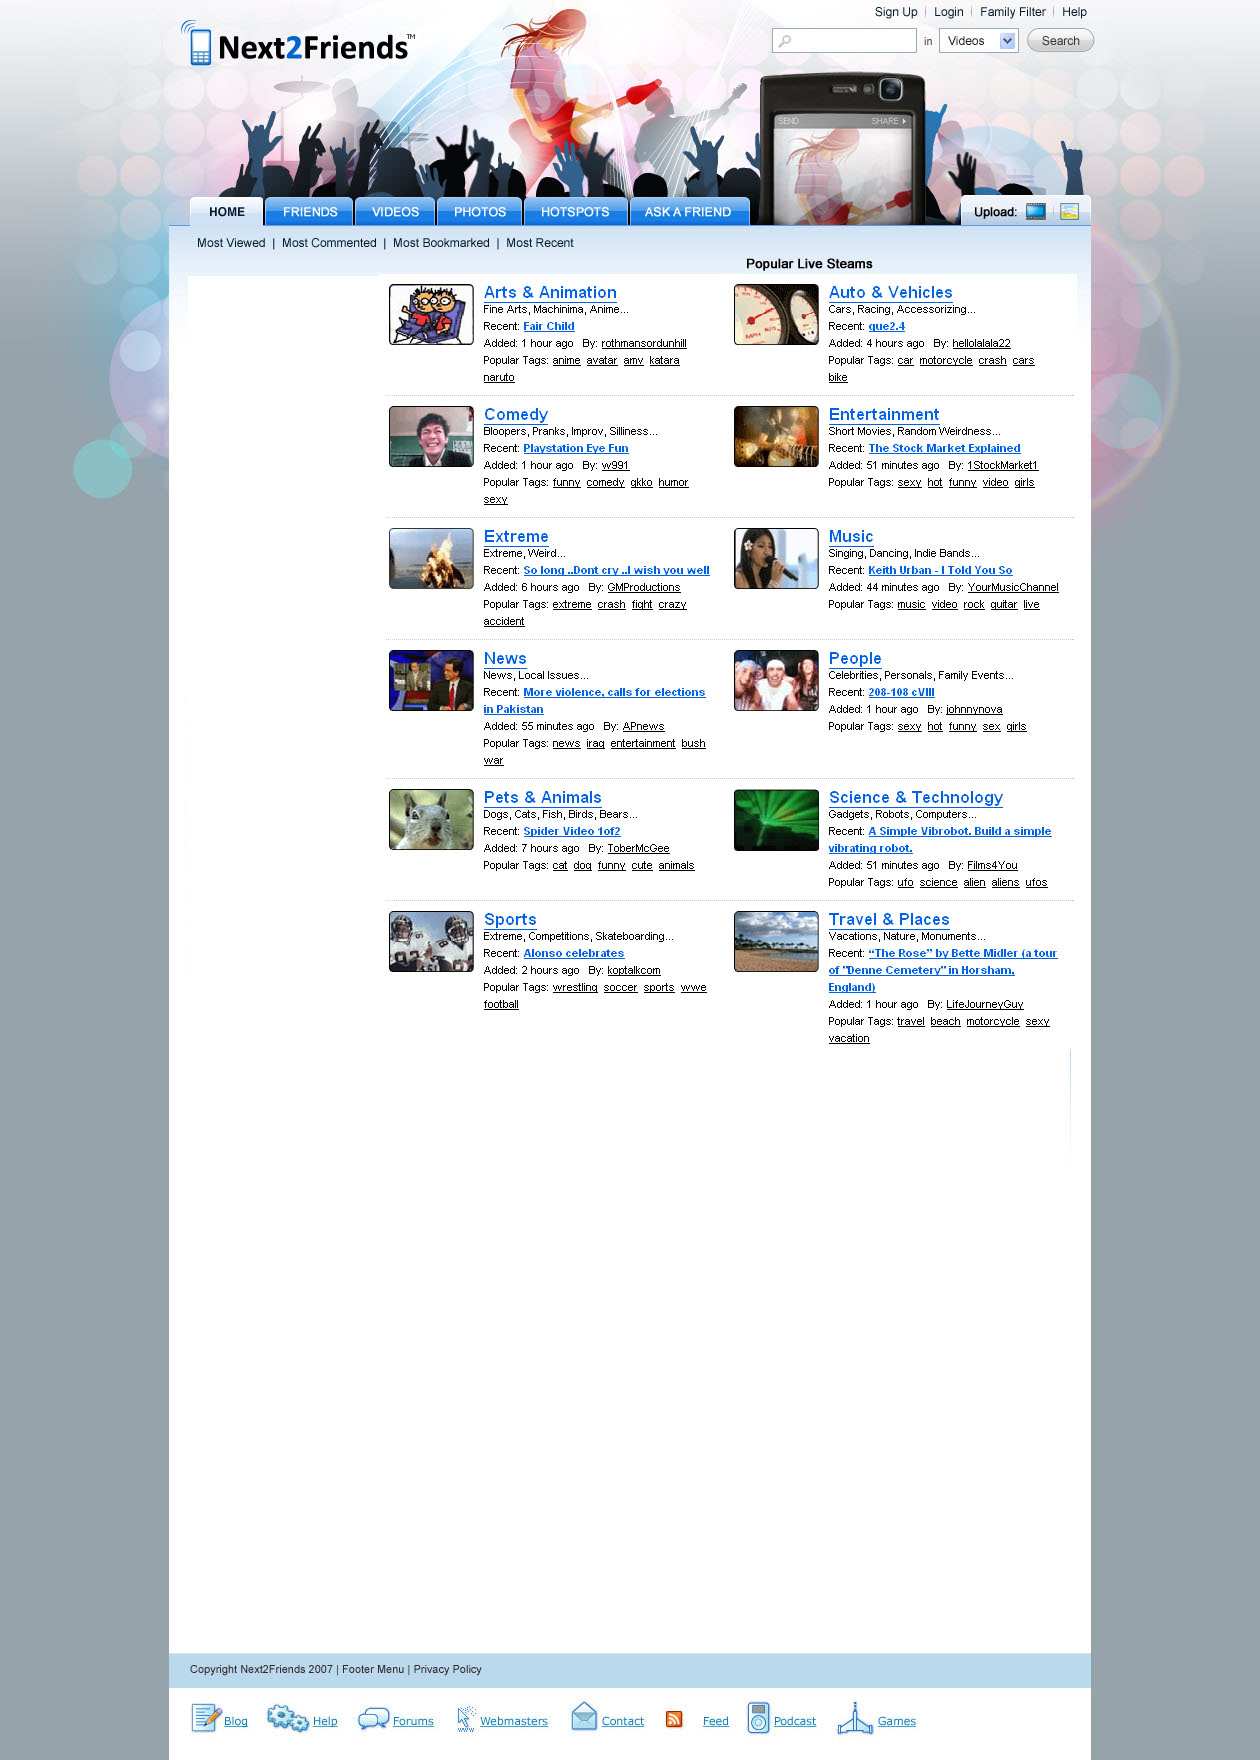 Sign Up | Login | Family Filter | Help
Next2Friends™
in Videos Search
SEND SHARE
HOME FRIENDS VIDEOS PHOTOS HOTSPOTS ASK A FRIEND Upload:
Most Viewed | Most Commented | Most Bookmarked | Most Recent
Popular Live Steams
Arts & Animation
Fine Arts, Machinima, Anime...
Recent: Fair Child
Added: 1 hour ago By: rothmansordunhill
Popular Tags: anime avatar amv katara
naruto
Auto & Vehicles
Cars, Racing, Accessorizing...
Recent: gue2.4
Added: 4 hours ago By: hellolalala22
Popular Tags: car motorcycle crash cars
bike
Comedy
Bloopers, Pranks, Improv, Silliness...
Recent: Playstation Eye Fun
Added: 1 hour ago By: w991
Popular Tags: funny comedy gkko humor
sexy
Entertainment
Short Movies, Random Weirdness...
Recent: The Stock Market Explained
Added: 51 minutes ago By: 1StockMarket1
Popular Tags: sexy hot funny video girls
Extreme
Extreme, Weird...
Recent: So long ..Dont cry ..I wish you well
Added: 6 hours ago By: GMProductions
Popular Tags: extreme crash fight crazy
accident
Music
Singing, Dancing, Indie Bands...
Recent: Keith Urban - I Told You So
Added: 44 minutes ago By: YourMusicChannel
Popular Tags: music video rock guitar live
News
News, Local Issues...
Recent: More violence, calls for elections
in Pakistan
Added: 55 minutes ago By: APnews
Popular Tags: news iraq entertainment bush
war
People
Celebrities, Personals, Family Events...
Recent: 208-108 cVIII
Added: 1 hour ago By: johnnynova
Popular Tags: sexy hot funny sex girls
Pets & Animals
Dogs, Cats, Fish, Birds, Bears...
Recent: Spider Video 1of2
Added: 7 hours ago By: ToberMcGee
Popular Tags: cat dog funny cute animals
Science & Technology
Gadgets, Robots, Computers...
Recent: A Simple Vibrobot. Build a simple
vibrating robot.
Added: 51 minutes ago By: Films4You
Popular Tags: ufo science alien aliens ufos
Sports
Extreme, Competitions, Skateboarding...
Recent: Alonso celebrates
Added: 2 hours ago By: koptalkcom
Popular Tags: wrestling soccer sports wwe
football
Travel & Places
Vacations, Nature, Monuments...
Recent: “The Rose” by Bette Midler (a tour
of "Denne Cemetery" in Horsham,
England)
Added: 1 hour ago By: LifeJourneyGuy
Popular Tags: travel beach motorcycle sexy
vacation
Copyright Next2Friends 2007 | Footer Menu | Privacy Policy
Blog Help Forums Webmasters Contact Feed Podcast Games